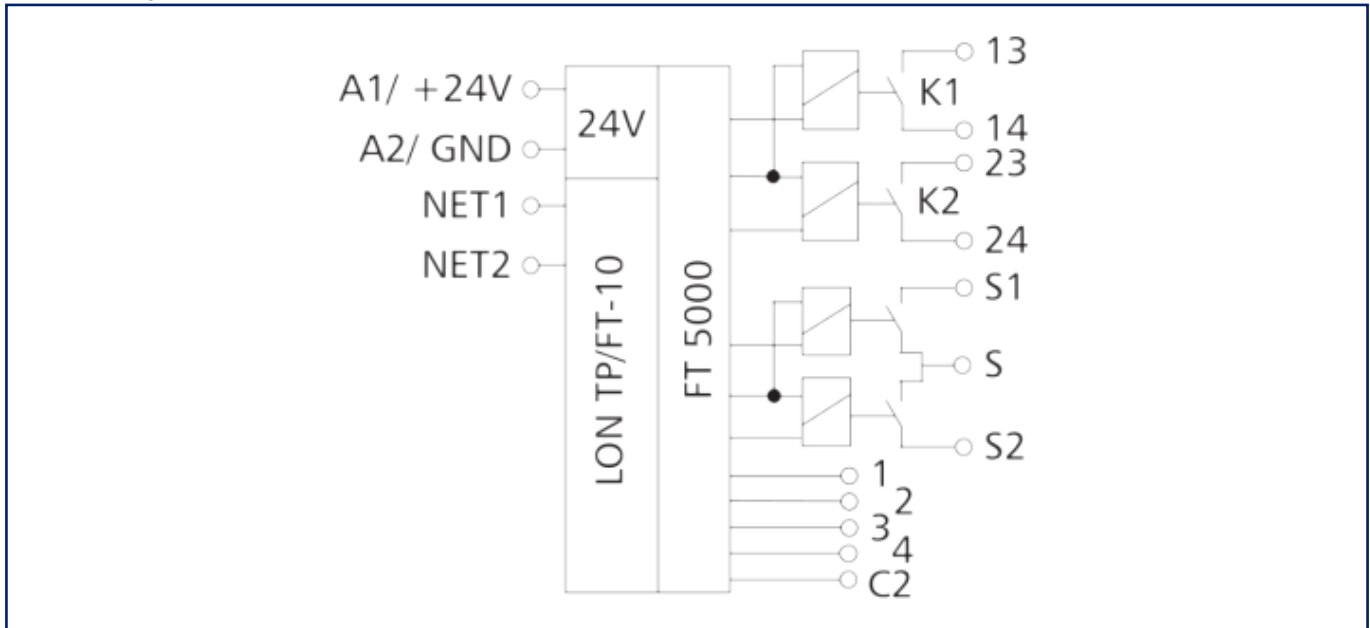 A1/ +24V
A2/ GND
NET1
NET2
24V
LON TP/FT-10
FT 5000
13
K1
14
23
K2
24
S1
S
S2
1
2
3
4
C2